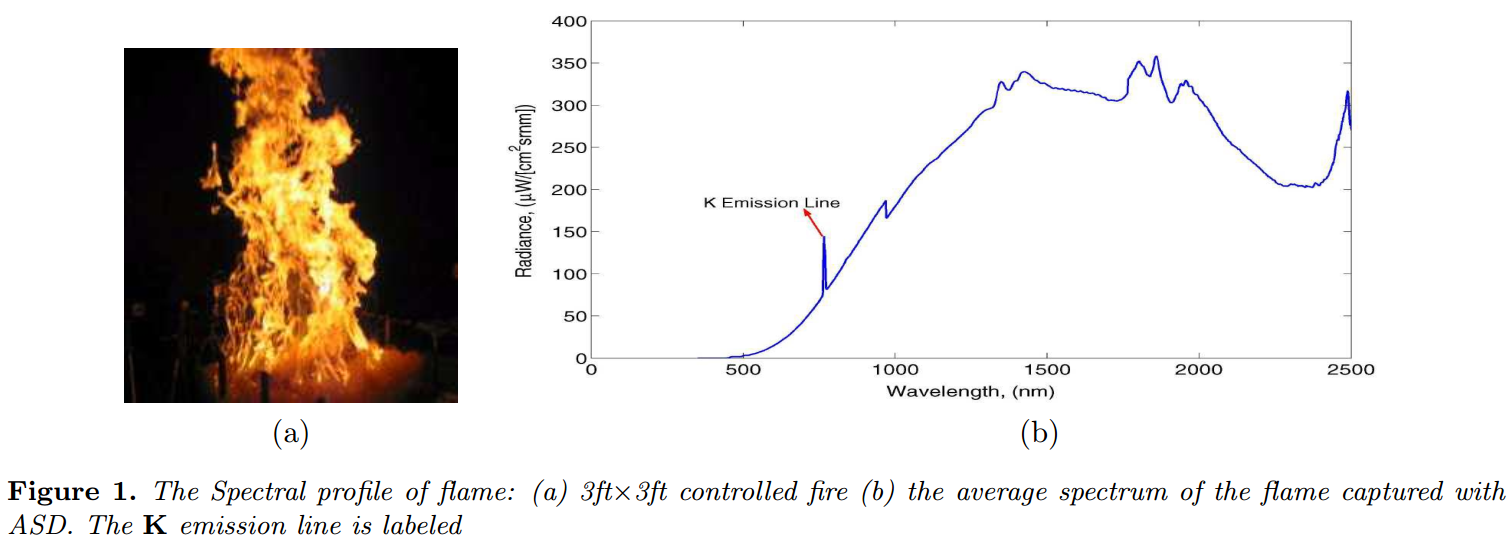 400
350
300
250
200
150
100
50
0
Radiance, (μW/[cm²srnm])
K Emission Line
0 500 1000 1500 2000 2500
Wavelength, (nm)
(a) (b)
Figure 1. The Spectral profile of flame: (a) 3ft×3ft controlled fire (b) the average spectrum of the flame captured with
ASD. The K emission line is labeled